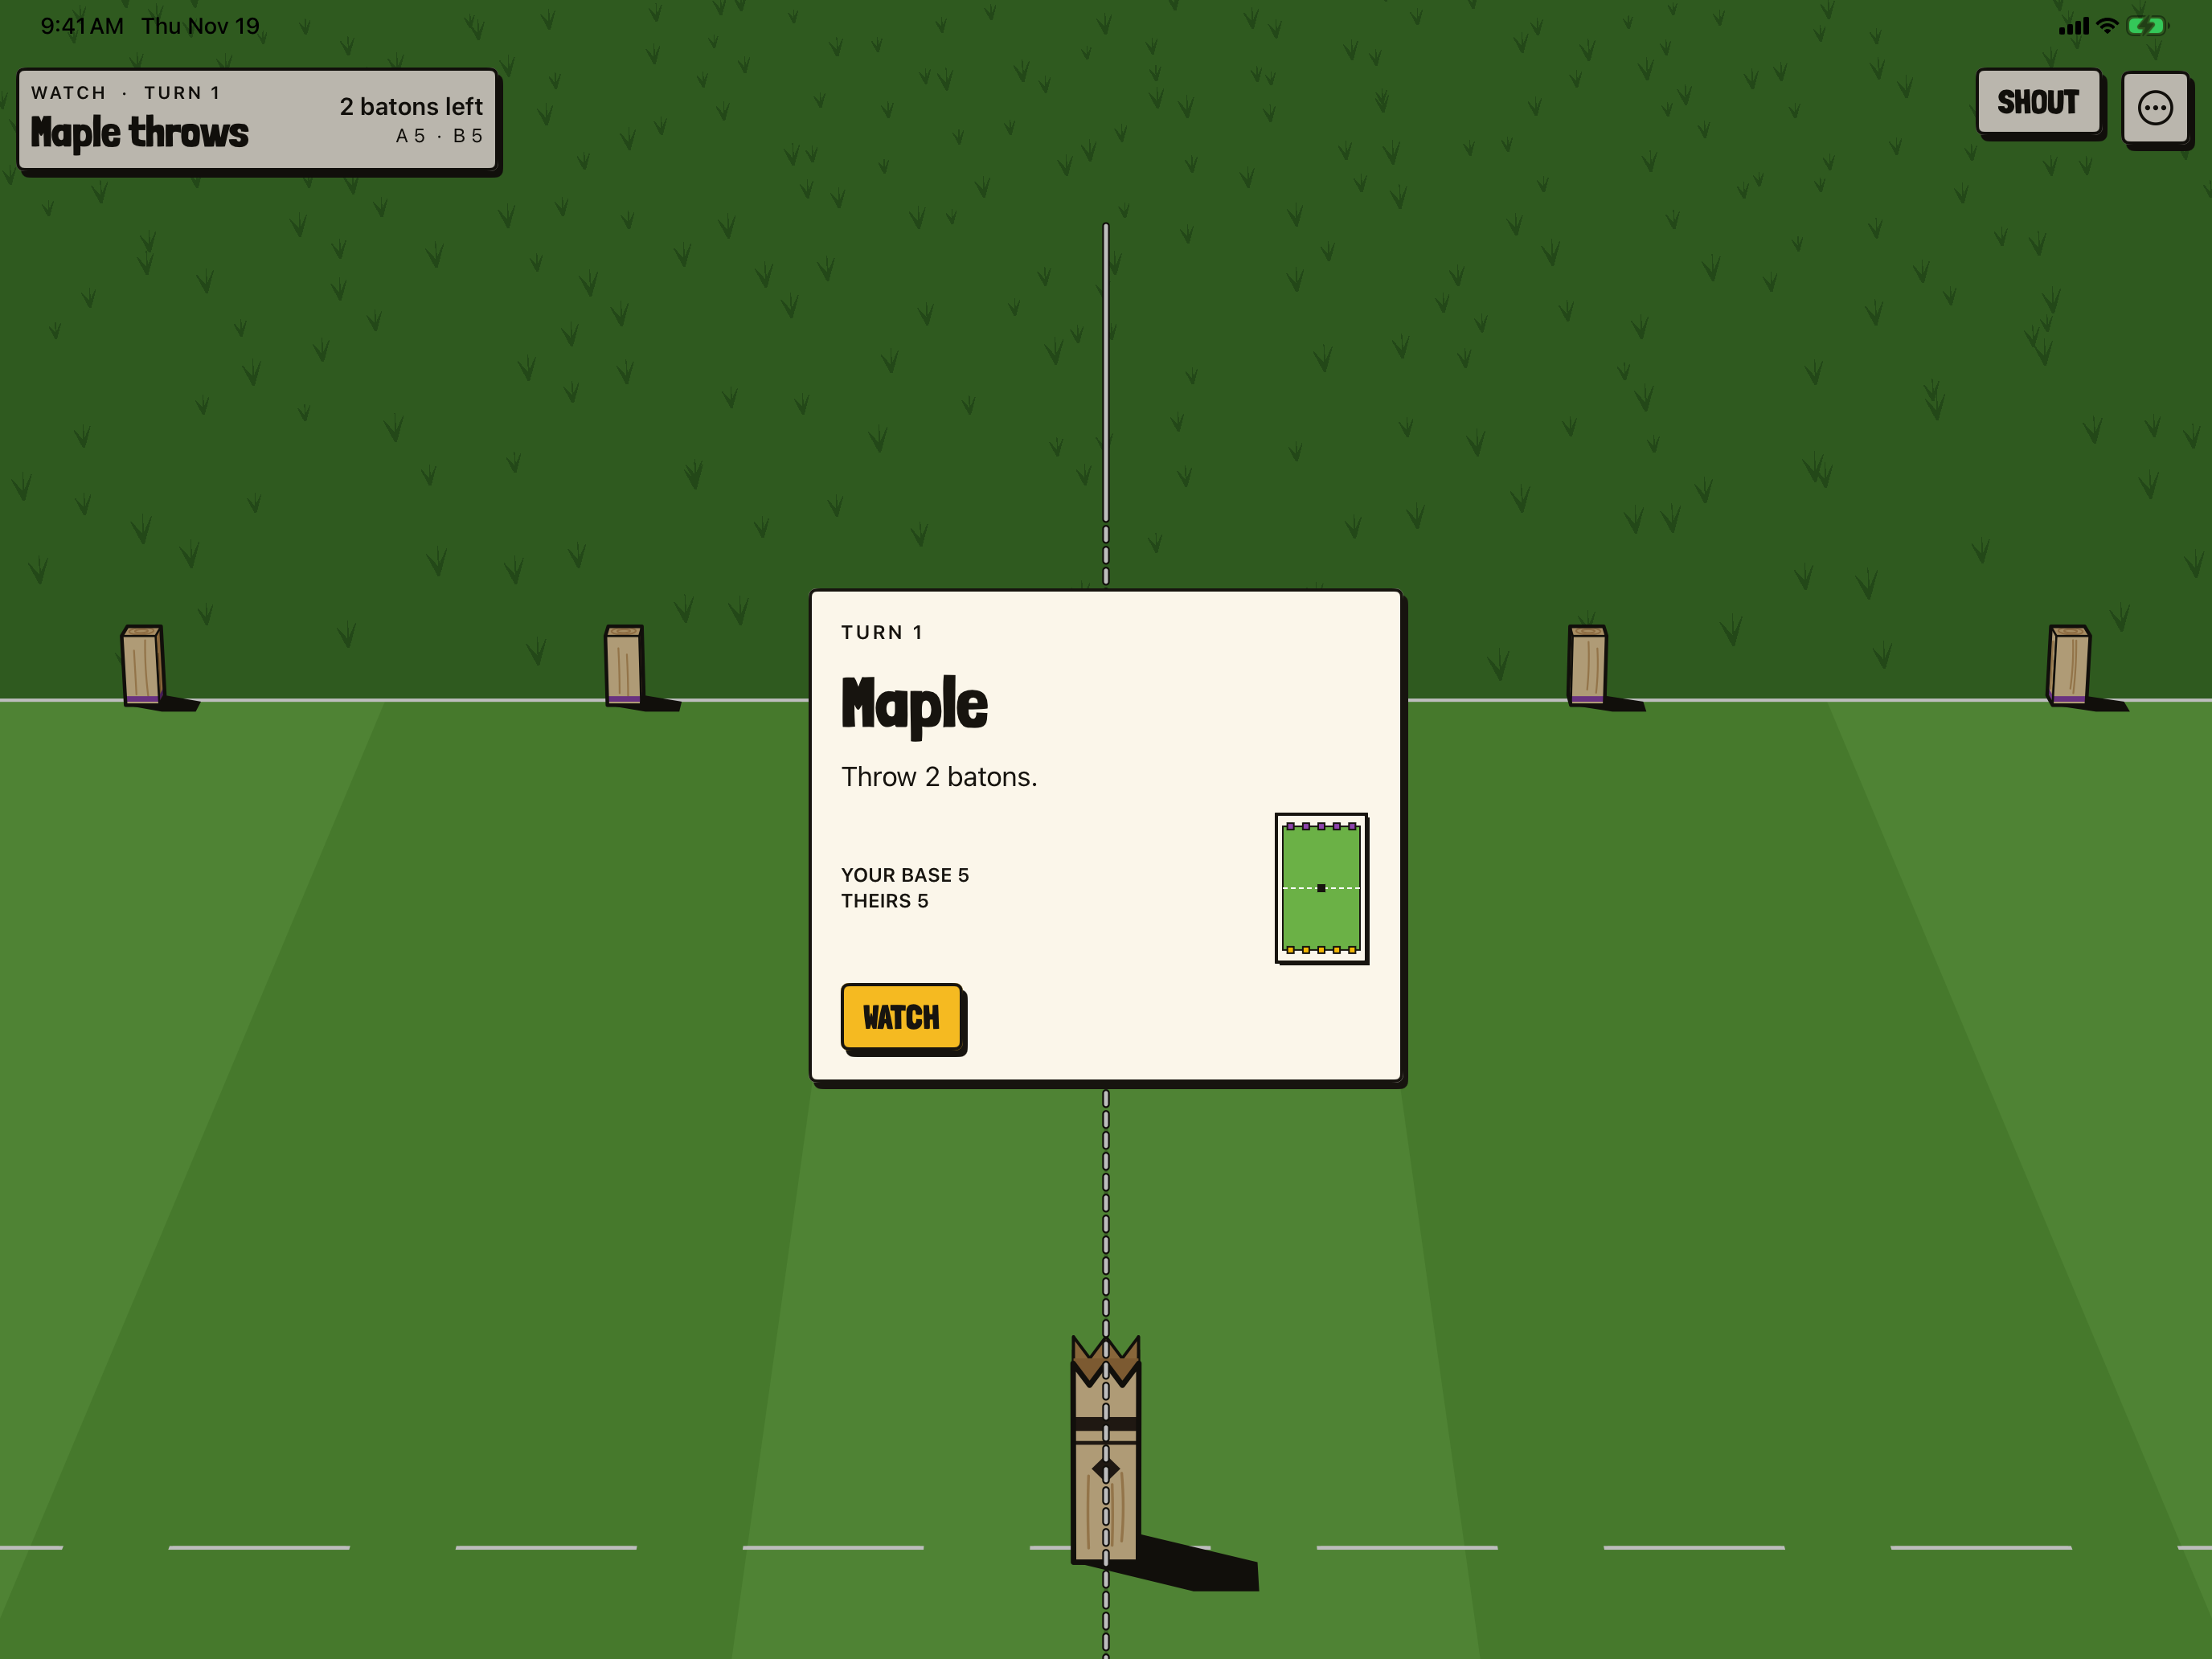 9:41 AM Thu Nov 19
WATCH · TURN 1
Maple throws
2 batons left
A 5 · B 5
SHOUT
TURN 1
Maple
Throw 2 batons.
YOUR BASE 5
THEIRS 5
WATCH